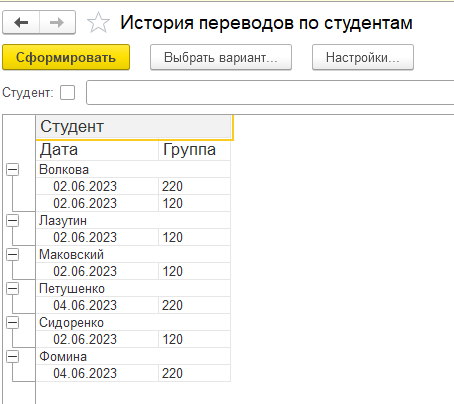 История переводов по студентам
Сформировать Выбрать вариант... Настройки...
Студент:
Студент
Дата Группа
Волкова
02.06.2023 220
02.06.2023 120
Лазутин
02.06.2023 120
Маковский
02.06.2023 120
Петушенко
04.06.2023 220
Сидоренко
02.06.2023 120
Фомина
04.06.2023 220